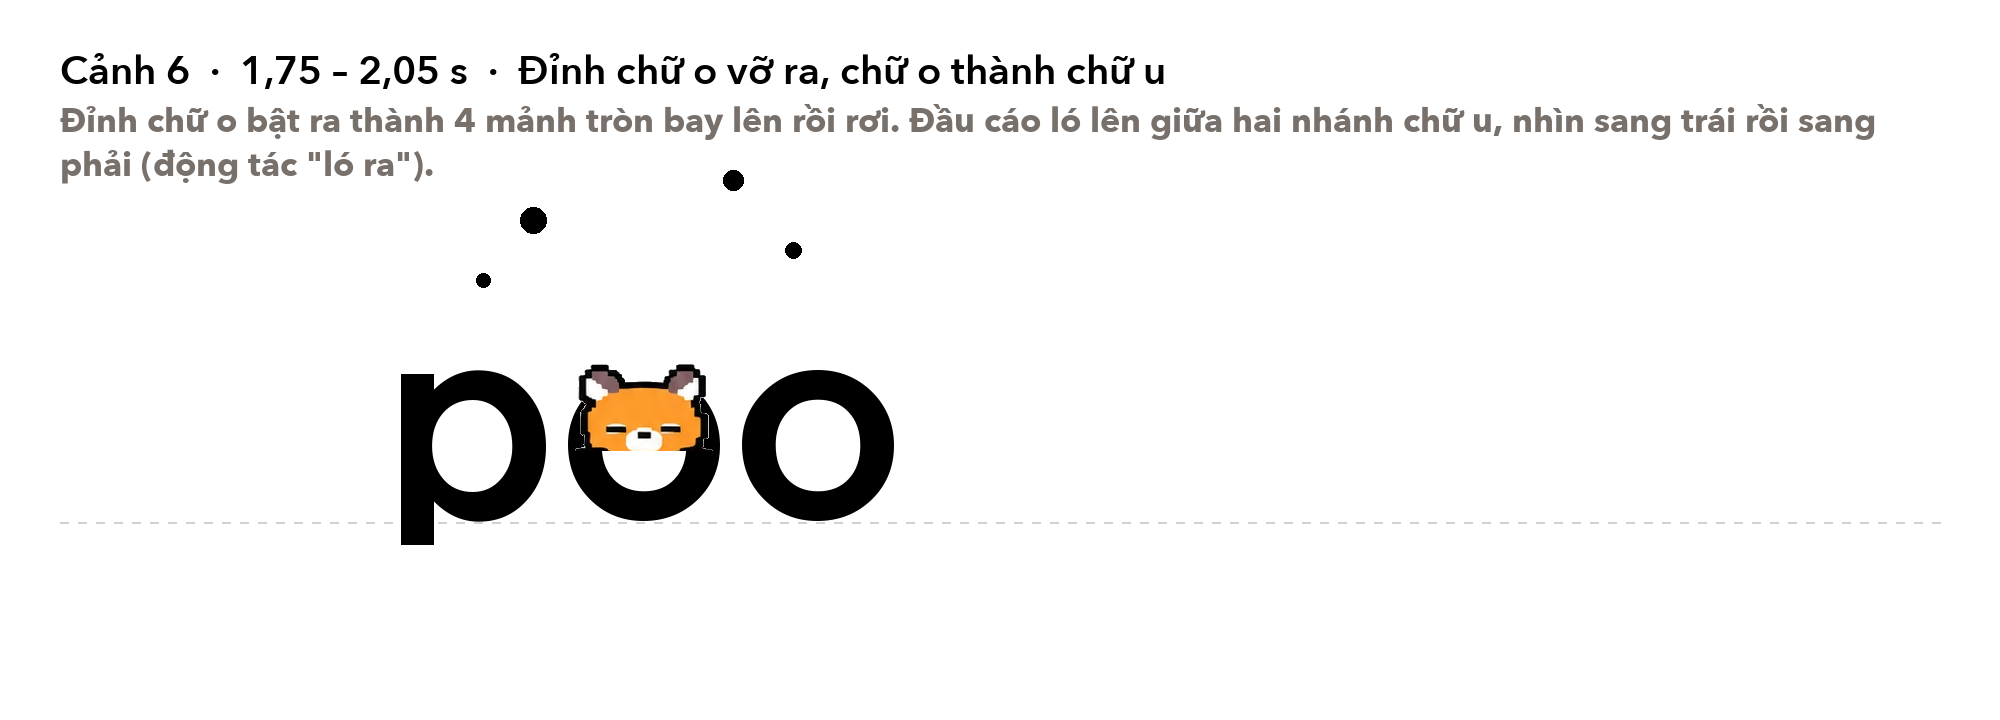 Cảnh 6 · 1,75 – 2,05 s · Đỉnh chữ o vỡ ra, chữ o thành chữ u
Đỉnh chữ o bật ra thành 4 mảnh tròn bay lên rồi rơi. Đầu cáo ló lên giữa hai nhánh chữ u, nhìn sang trái rồi sang
phải (động tác "ló ra").
poo